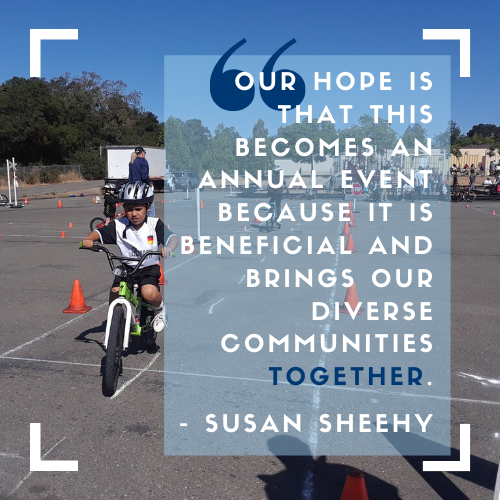 OUR HOPE IS
THAT THIS
BECOMES AN
ANNUAL EVENT
BECAUSE IT IS
BENEFICIAL AND
BRINGS OUR
DIVERSE
COMMUNITIES
TOGETHER.
- SUSAN SHEEHY